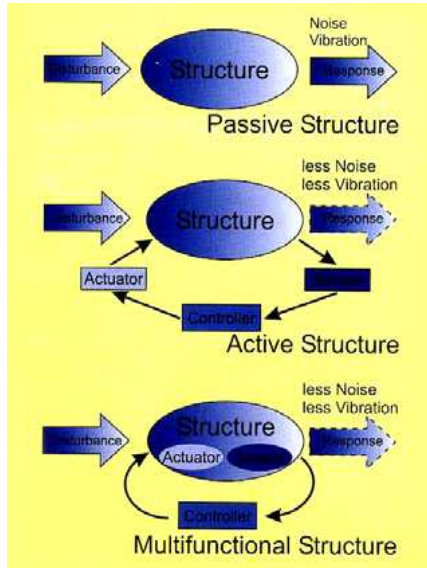 Noise
Vibration
Disturbance
Structure
Response
Passive Structure
less Noise
less Vibration
Disturbance
Structure
Response
Actuator
Controller
Active Structure
less Noise
less Vibration
Disturbance
Structure
Response
Actuator
Controller
Multifunctional Structure